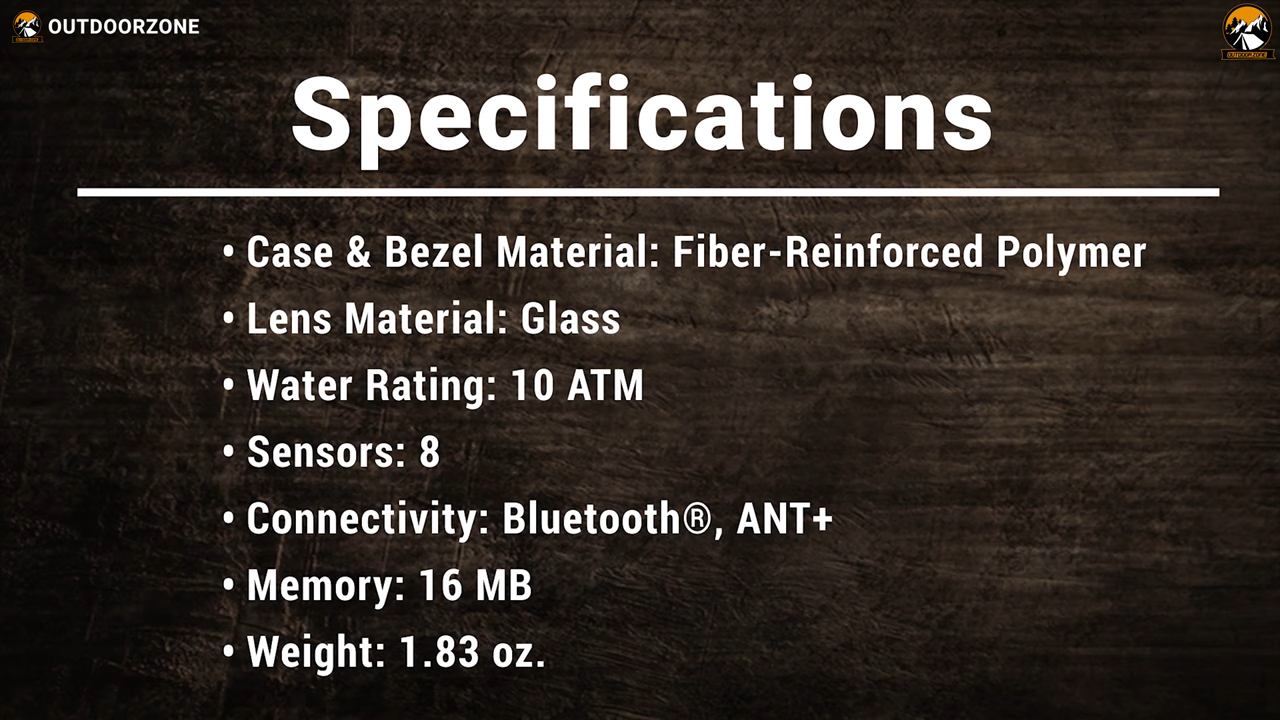 OUTDOORZONE
OUTDOORZONE
Specifications
• Case & Bezel Material: Fiber-Reinforced Polymer
• Lens Material: Glass
• Water Rating: 10 ATM
• Sensors: 8
• Connectivity: Bluetooth®, ANT+
• Memory: 16 MB
• Weight: 1.83 oz.